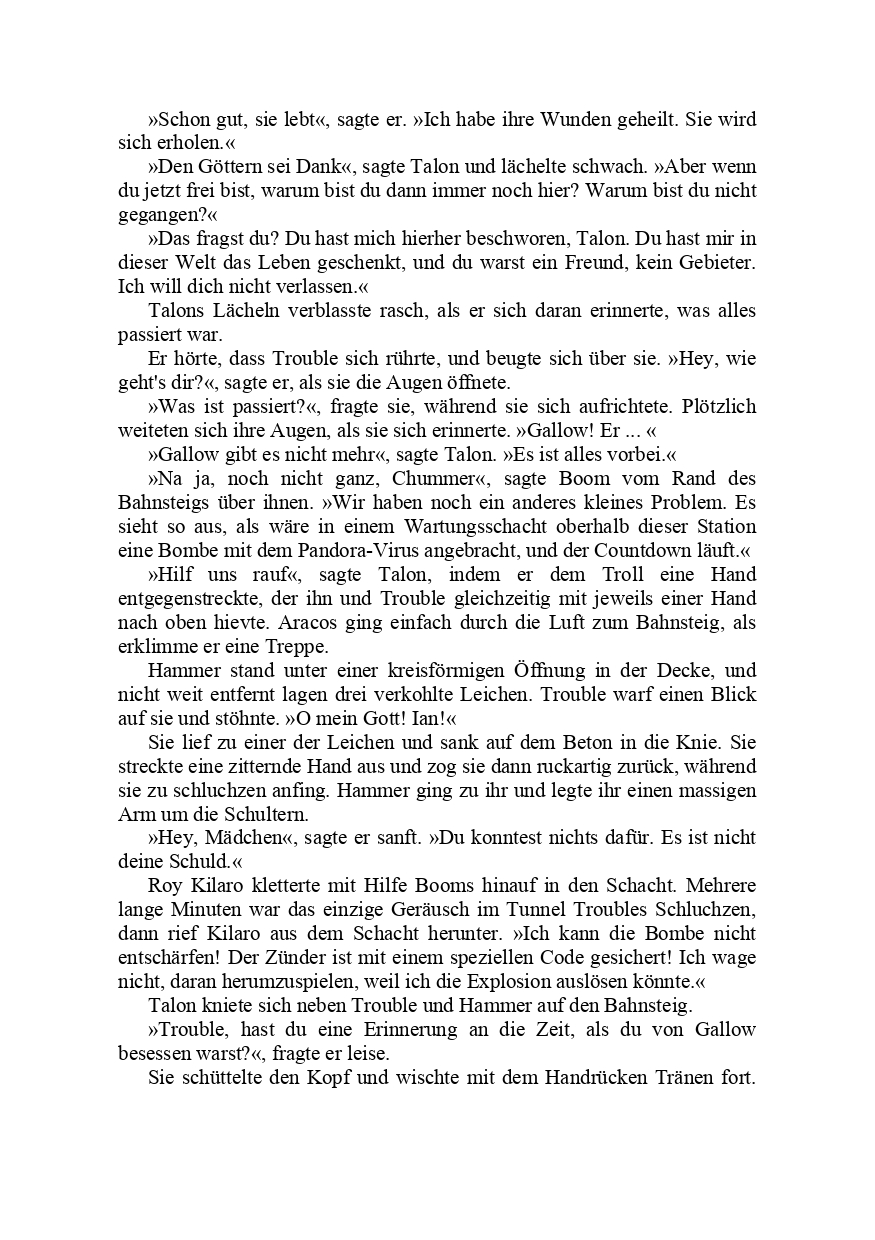 »Schon gut, sie lebt«, sagte er. »Ich habe ihre Wunden geheilt. Sie wird
sich erholen.«
»Den Göttern sei Dank«, sagte Talon und lächelte schwach. »Aber wenn
du jetzt frei bist, warum bist du dann immer noch hier? Warum bist du nicht
gegangen?«
»Das fragst du? Du hast mich hierher beschworen, Talon. Du hast mir in
dieser Welt das Leben geschenkt, und du warst ein Freund, kein Gebieter.
Ich will dich nicht verlassen.«
Talons Lächeln verblasste rasch, als er sich daran erinnerte, was alles
passiert war.
Er hörte, dass Trouble sich rührte, und beugte sich über sie. »Hey, wie
geht's dir?«, sagte er, als sie die Augen öffnete.
»Was ist passiert?«, fragte sie, während sie sich aufrichtete. Plötzlich
weiteten sich ihre Augen, als sie sich erinnerte. »Gallow! Er ... «
»Gallow gibt es nicht mehr«, sagte Talon. »Es ist alles vorbei.«
»Na ja, noch nicht ganz, Chummer«, sagte Boom vom Rand des
Bahnsteigs über ihnen. »Wir haben noch ein anderes kleines Problem. Es
sieht so aus, als wäre in einem Wartungsschacht oberhalb dieser Station
eine Bombe mit dem Pandora-Virus angebracht, und der Countdown läuft.«
»Hilf uns rauf«, sagte Talon, indem er dem Troll eine Hand
entgegenstreckte, der ihn und Trouble gleichzeitig mit jeweils einer Hand
nach oben hievte. Aracos ging einfach durch die Luft zum Bahnsteig, als
erklimme er eine Treppe.
Hammer stand unter einer kreisförmigen Öffnung in der Decke, und
nicht weit entfernt lagen drei verkohlte Leichen. Trouble warf einen Blick
auf sie und stöhnte. »O mein Gott! Ian!«
Sie lief zu einer der Leichen und sank auf dem Beton in die Knie. Sie
streckte eine zitternde Hand aus und zog sie dann ruckartig zurück, während
sie zu schluchzen anfing. Hammer ging zu ihr und legte ihr einen massigen
Arm um die Schultern.
»Hey, Mädchen«, sagte er sanft. »Du konntest nichts dafür. Es ist nicht
deine Schuld.«
Roy Kilaro kletterte mit Hilfe Booms hinauf in den Schacht. Mehrere
lange Minuten war das einzige Geräusch im Tunnel Troubles Schluchzen,
dann rief Kilaro aus dem Schacht herunter. »Ich kann die Bombe nicht
entschärfen! Der Zünder ist mit einem speziellen Code gesichert! Ich wage
nicht, daran herumzuspielen, weil ich die Explosion auslösen könnte.«
Talon kniete sich neben Trouble und Hammer auf den Bahnsteig.
»Trouble, hast du eine Erinnerung an die Zeit, als du von Gallow
besessen warst?«, fragte er leise.
Sie schüttelte den Kopf und wischte mit dem Handrücken Tränen fort.